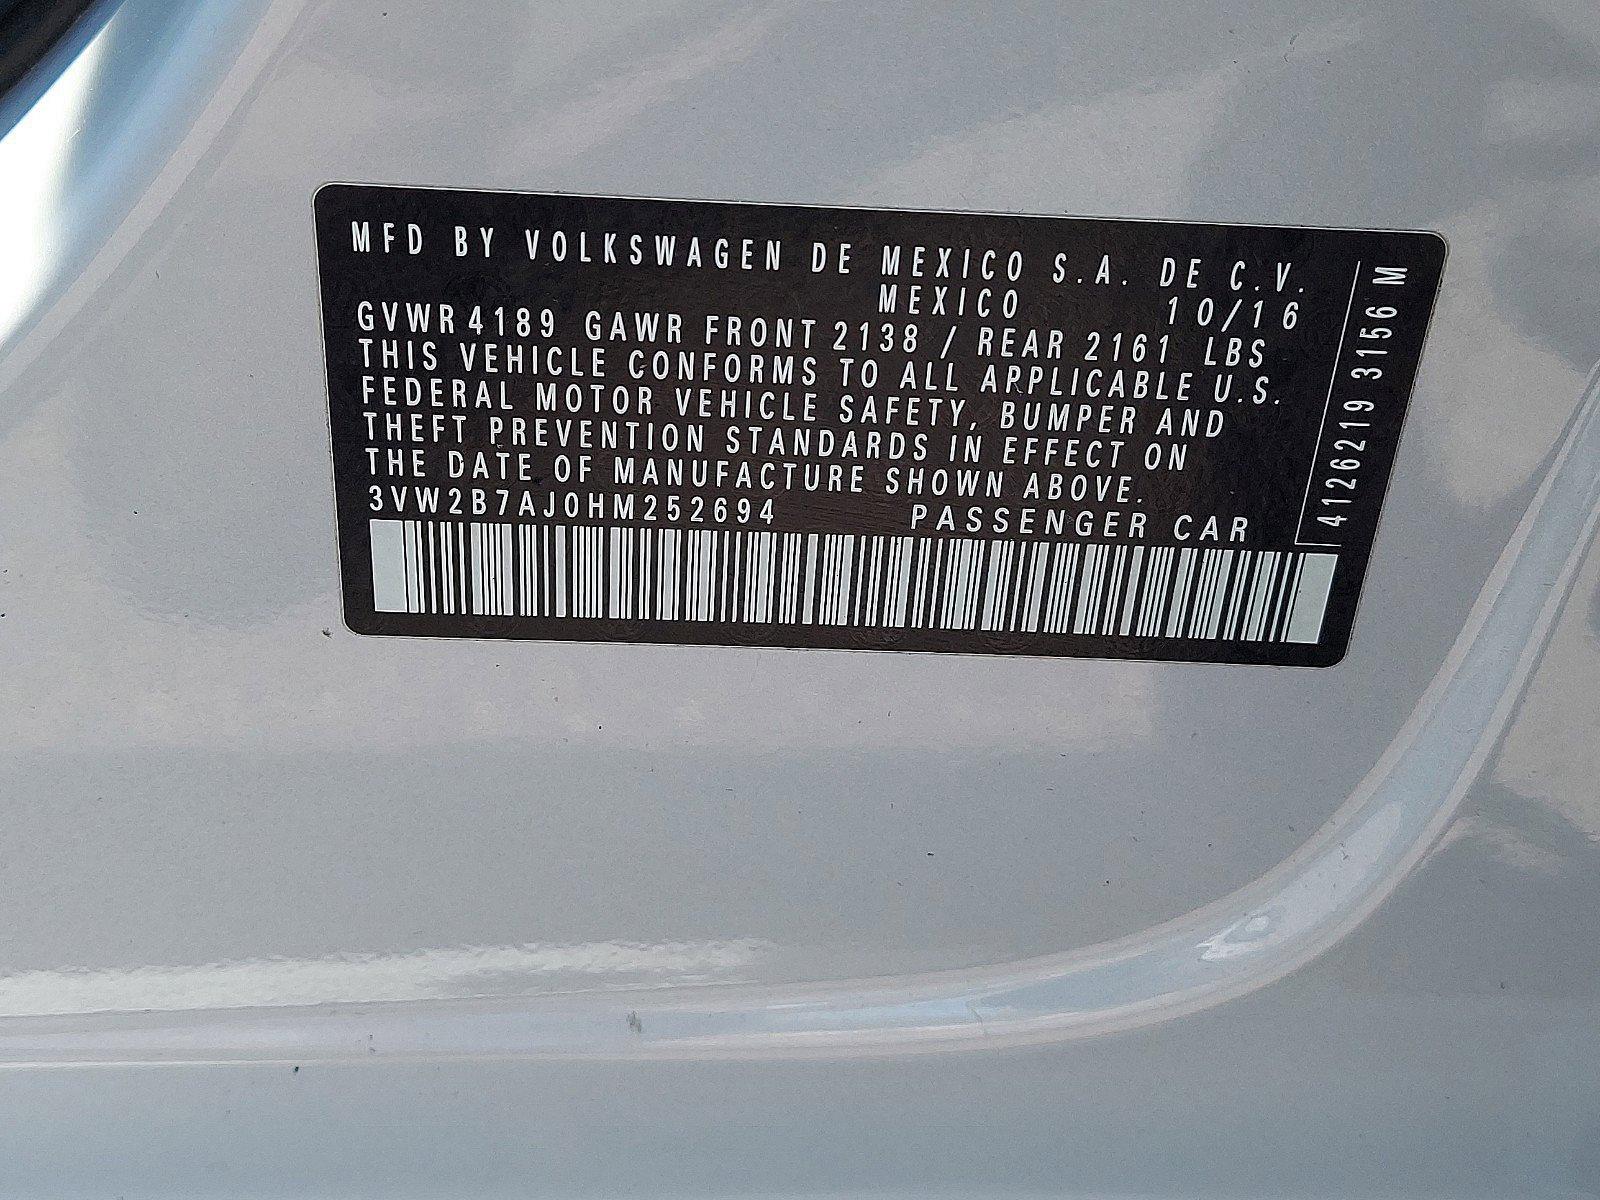 MFD BY VOLKSWAGEN DE MEXICO S.A. DE C.V.
MEXICO 10/16
GVWR 4189 GAWR FRONT 2138 / REAR 2161 LBS
THIS VEHICLE CONFORMS TO ALL APPLICABLE U.S.
FEDERAL MOTOR VEHICLE SAFETY, BUMPER AND
THEFT PREVENTION STANDARDS IN EFFECT ON
THE DATE OF MANUFACTURE SHOWN ABOVE.
3VW2B7AJ0HM252694 PASSENGER CAR
4126219 3156 M